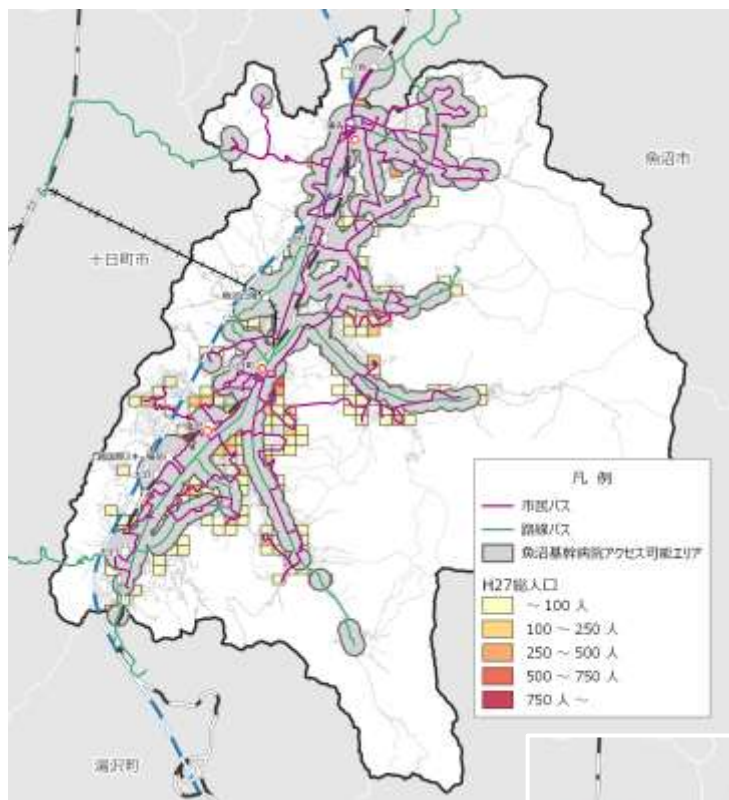 魚沼市
十日町市
凡 例
市民バス
路線バス
魚沼基幹病院アクセス可能エリア
H27総人口
～ 100 人
100 ～ 250 人
250 ～ 500 人
500 ～ 750 人
750 人 ～
湯沢町